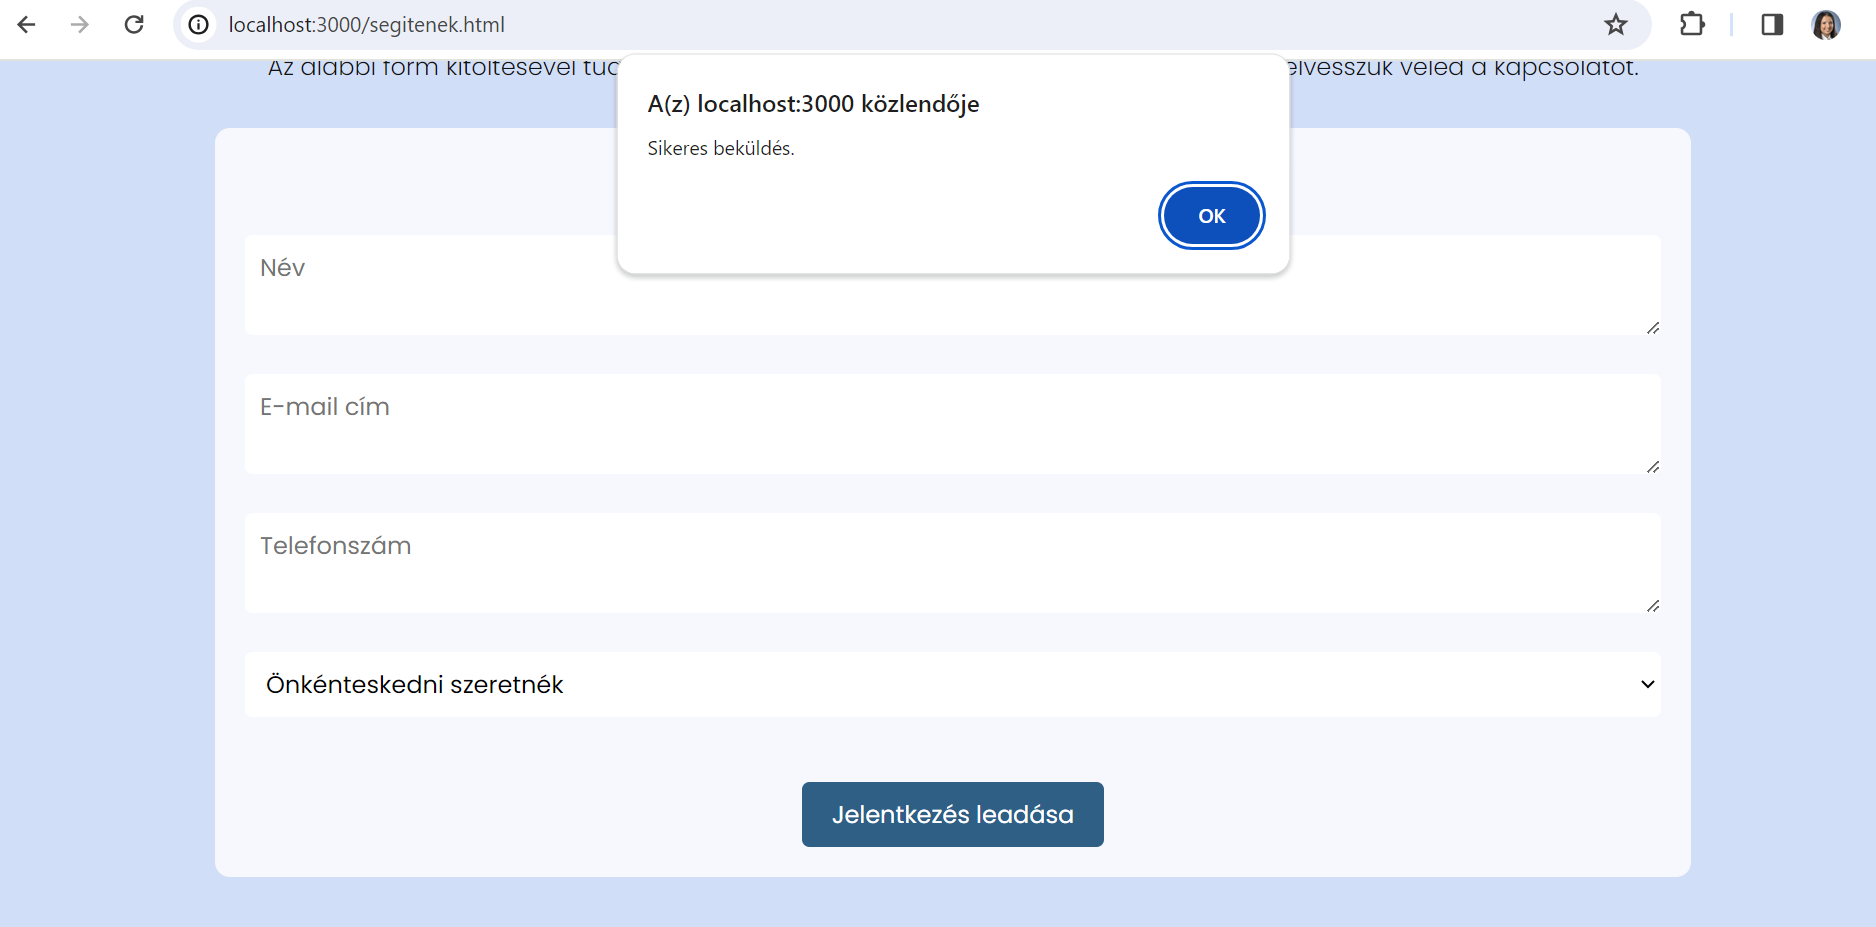 localhost:3000/segitenek.html
Az alábbi form kitöltésével elvesszük veled a kapcsolatot.
A(z) localhost:3000 közlendője
Sikeres beküldés.
OK
Név
E-mail cím
Telefonszám
Önkénteskedni szeretnék
Jelentkezés leadása